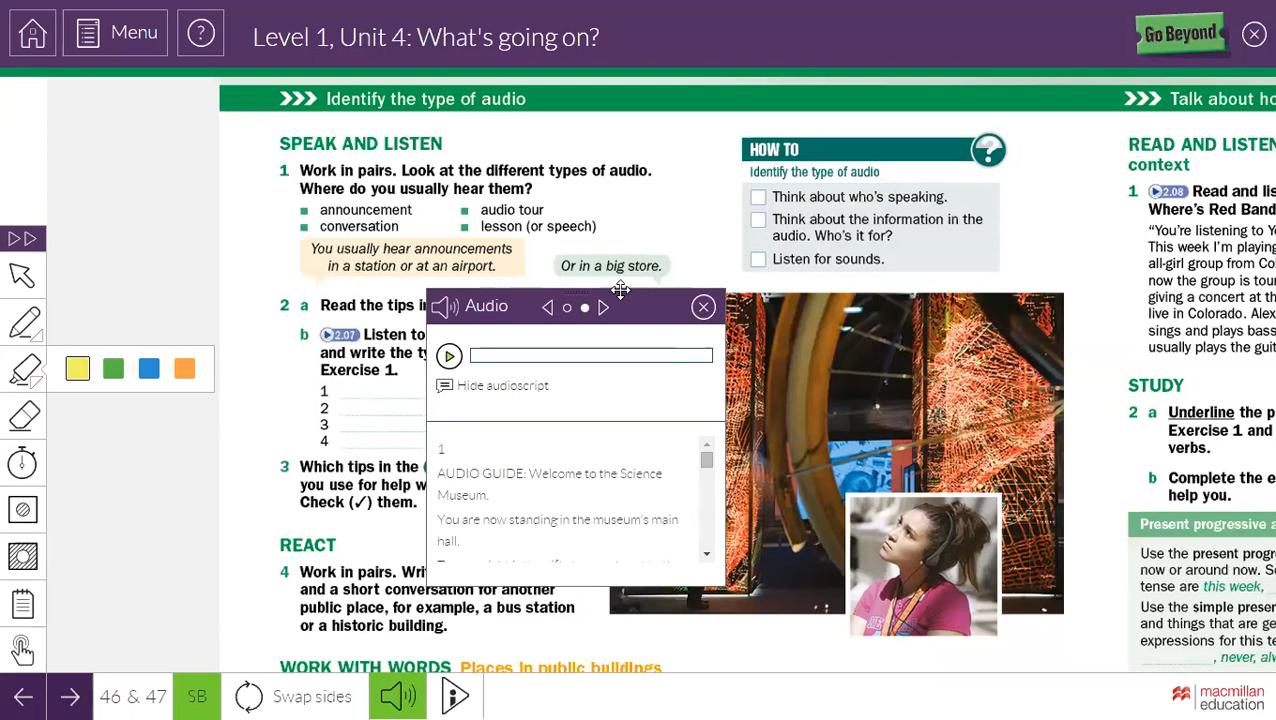 Menu
?
Level 1, Unit 4: What's going on?
Go Beyond
Identify the type of audio
Talk about ho
SPEAK AND LISTEN
1 Work in pairs. Look at the different types of audio.
Where do you usually hear them?
announcement
audio tour
conversation
lesson (or speech)
You usually hear announcements
in a station or at an airport.
Or in a big store.
2 a Read the tips i
b 2.07 Listen to
and write the ty
Exercise 1.
1
2
3
4
3 Which tips in the
you use for help w
Check (✓) them.
REACT
4 Work in pairs. Wri
and a short conversation for another
public place, for example, a bus station
or a historic building.
WORK WITH WORDS Places in public buildings
HOW TO
?
Identify the type of audio
Think about who's speaking.
Think about the information in the
audio. Who's it for?
Listen for sounds.
Audio
Hide audioscript
1
AUDIO GUIDE: Welcome to the Science
Museum.
You are now standing in the museum's main
hall.
READ AND LISTEN
context
1 2.08 Read and lis
Where's Red Band
"You're listening to Yo
This week I'm playing
all-girl group from Col
now the group is tour
giving a concert at th
live in Colorado. Alex
sings and plays bass
usually plays the guit
STUDY
2 a Underline the p
Exercise 1 and
verbs.
b Complete the e
help you.
Present progressive a
Use the present progr
now or around now. So
tense are this week,
Use the simple presen
and things that are ge
expressions for this te
, never, alw
46 & 47
SB
Swap sides
macmillan
education